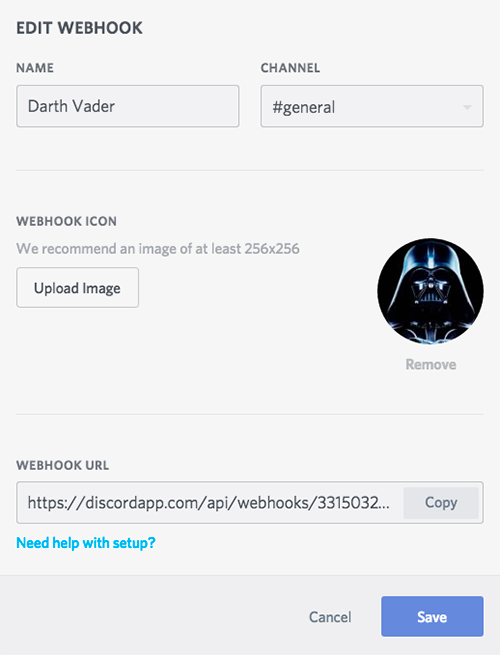 EDIT WEBHOOK
NAME
CHANNEL
Darth Vader
#general
WEBHOOK ICON
We recommend an image of at least 256x256
Upload Image
Remove
WEBHOOK URL
https://discordapp.com/api/webhooks/3315032...
Copy
Need help with setup?
Cancel
Save